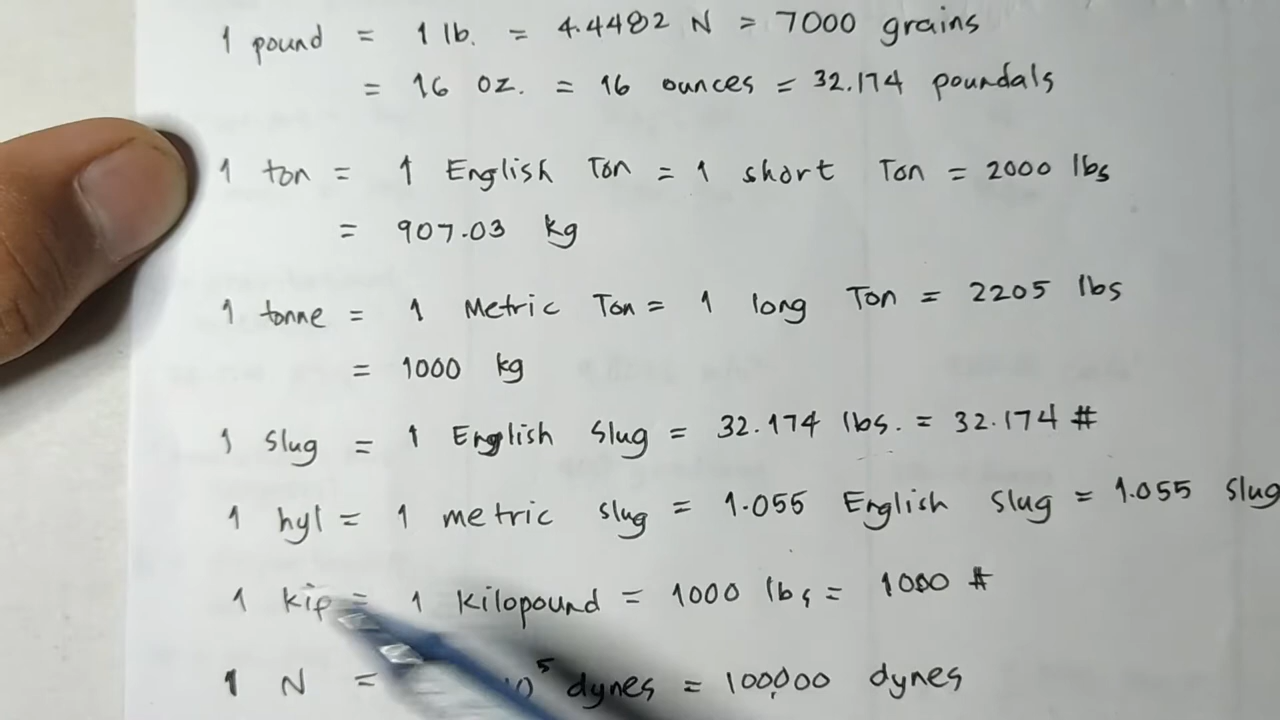 1 pound = 1 lb. = 4.4482 N = 7000 grains
= 16 oz. = 16 ounces = 32.174 poundals
1 ton = 1 English Ton = 1 short Ton = 2000 lbs
= 907.03 kg
1 tonne = 1 Metric Ton = 1 long Ton = 2205 lbs
= 1000 kg
1 slug = 1 English slug = 32.174 lbs. = 32.174 #
1 hyl = 1 metric slug = 1.055 English slug = 1.055 slug
1 kip = 1 kilopound = 1000 lbs = 1000 #
1 N = 10⁵ dynes = 100,000 dynes